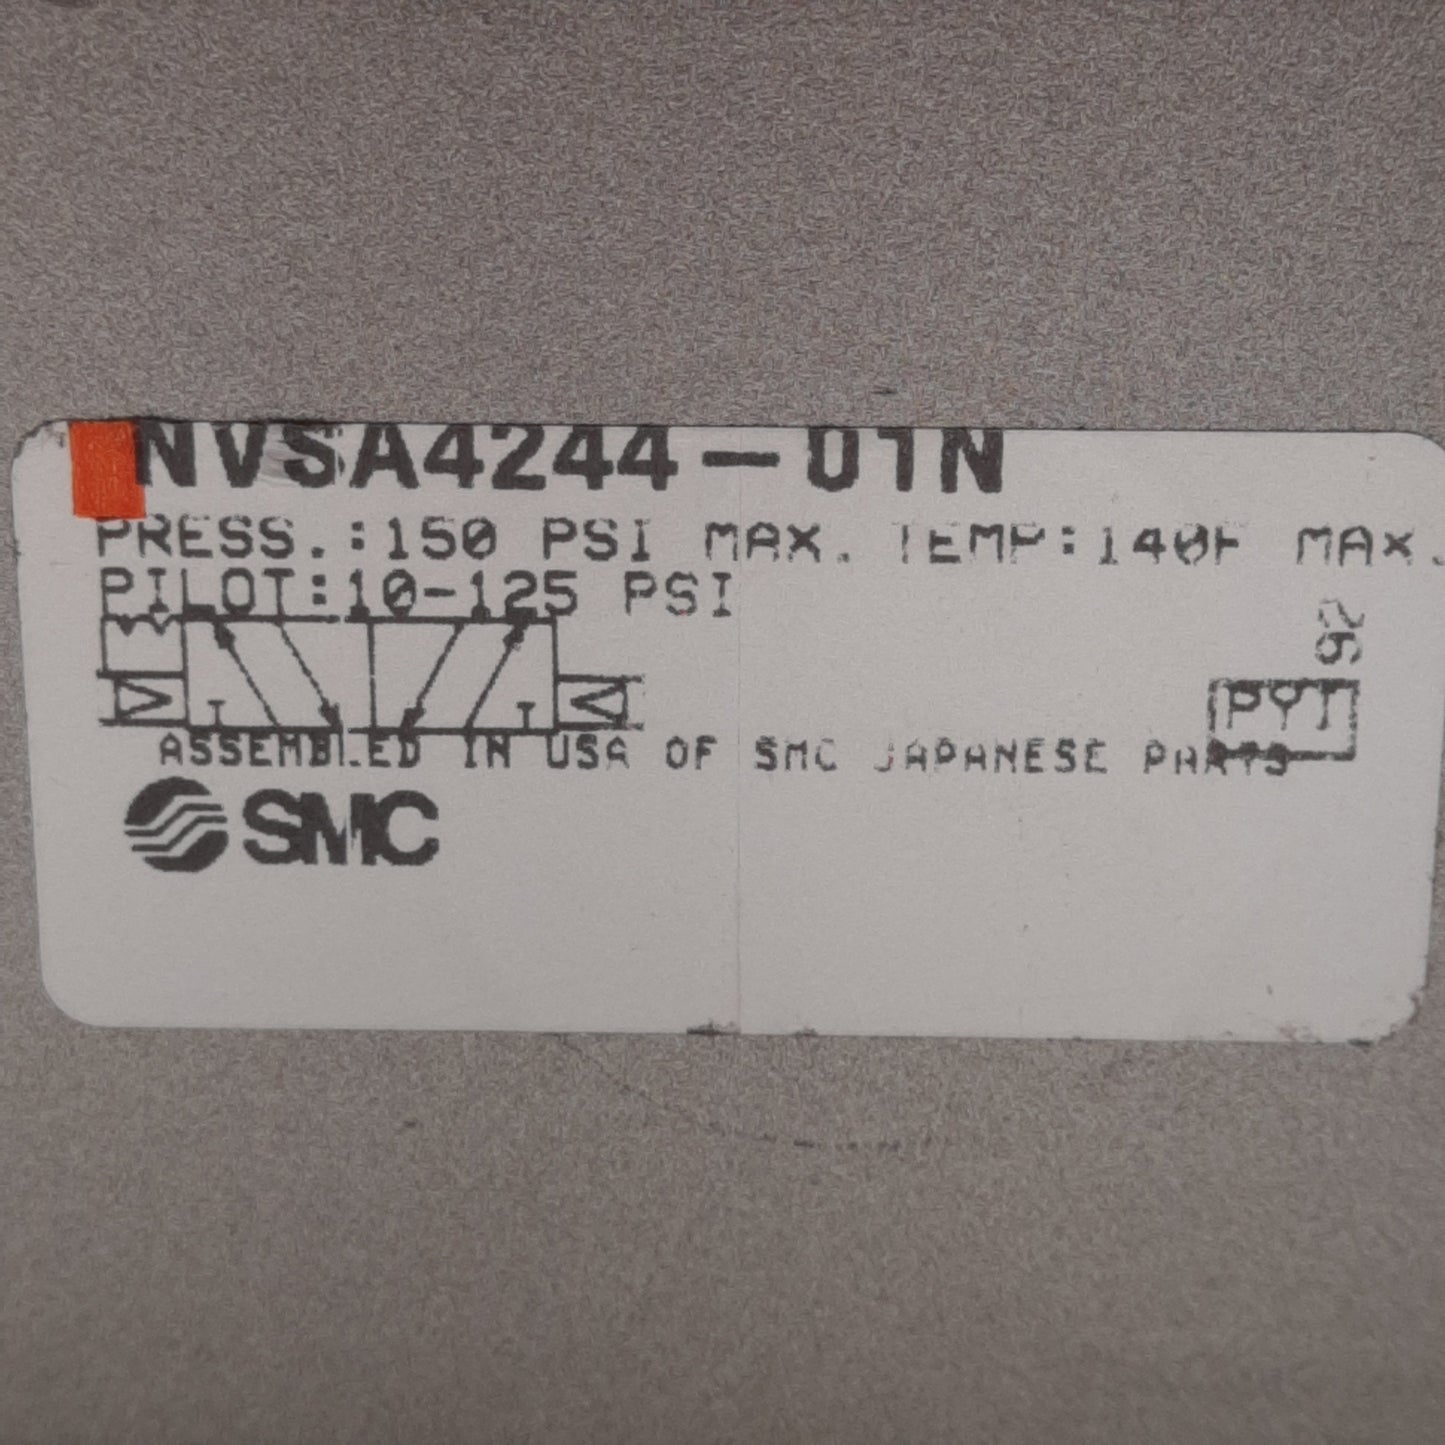 NVSA4244-01N
PRESS.:150 PSI MAX. TEMP:140F MAX.
PILOT:10-125 PSI
92
ASSEMBLED IN USA OF SMC JAPANESE PARTS
SMC